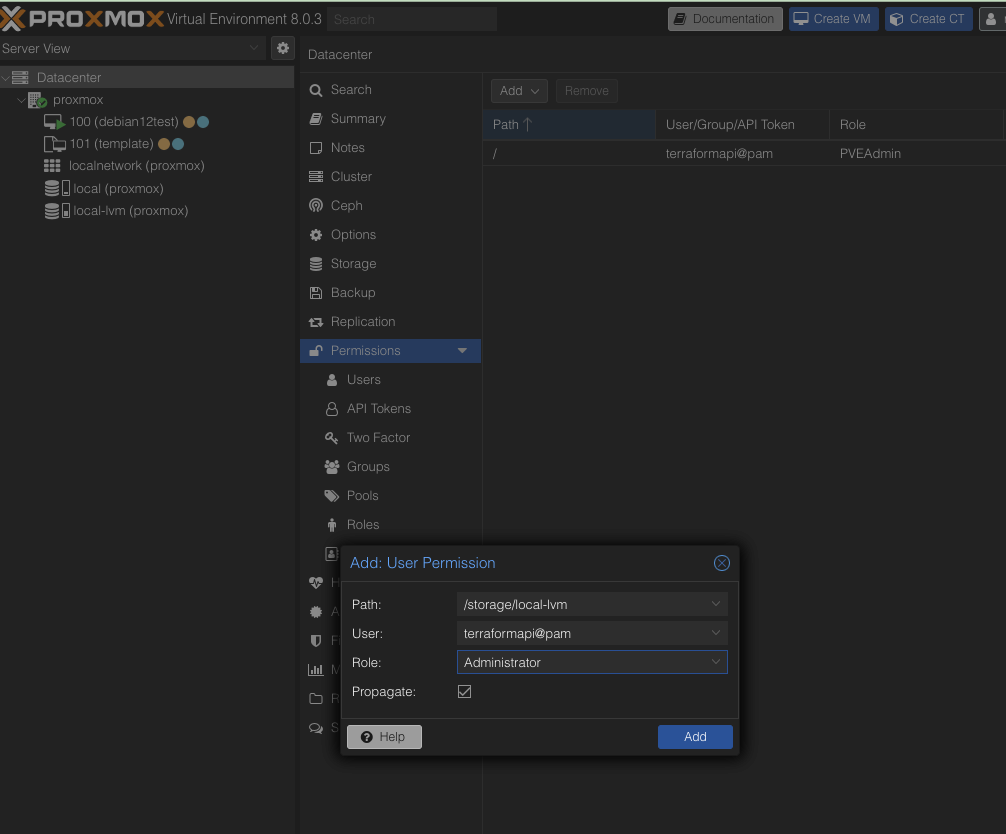 PROXMOX Virtual Environment 8.0.3 Search Documentation Create VM Create CT
Server View
Datacenter
proxmox
100 (debian12test)
101 (template)
localnetwork (proxmox)
local (proxmox)
local-lvm (proxmox)
Datacenter
Search
Summary
Notes
Cluster
Ceph
Options
Storage
Backup
Replication
Permissions
Users
API Tokens
Two Factor
Groups
Pools
Roles
Add Remove
Path User/Group/API Token Role
/ terraformapi@pam PVEAdmin
Add: User Permission
Path: /storage/local-lvm
User: terraformapi@pam
Role: Administrator
Propagate:
Help Add